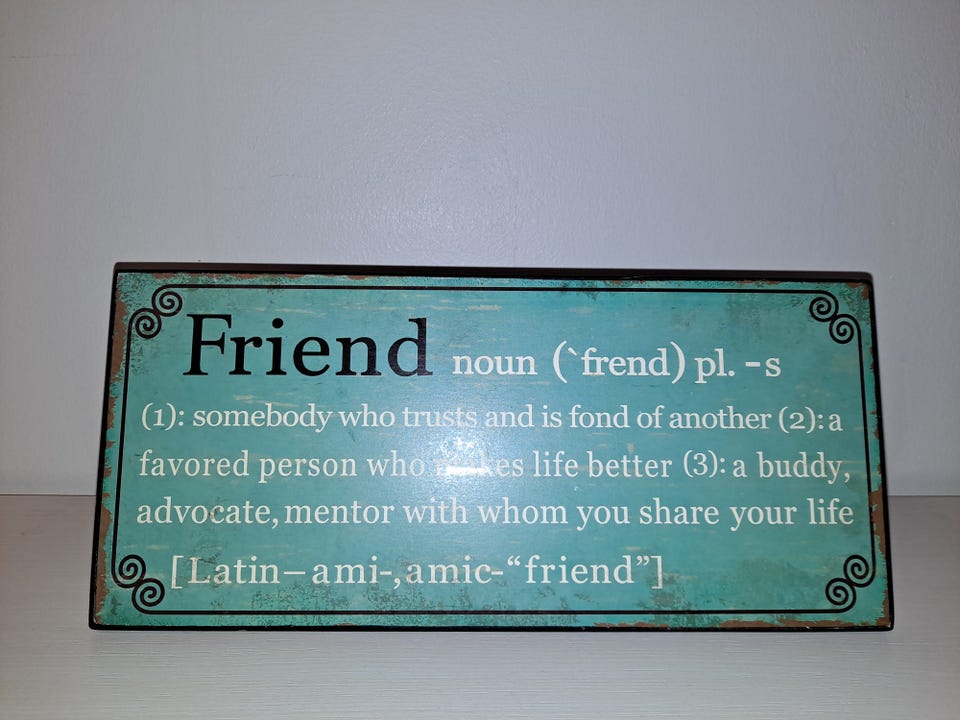 Friend noun (`frend) pl. -s
(1): somebody who trusts and is fond of another (2): a
favored person who life better (3): a buddy,
advocate, mentor with whom you share your life
[Latin–ami-, amic-“friend”]